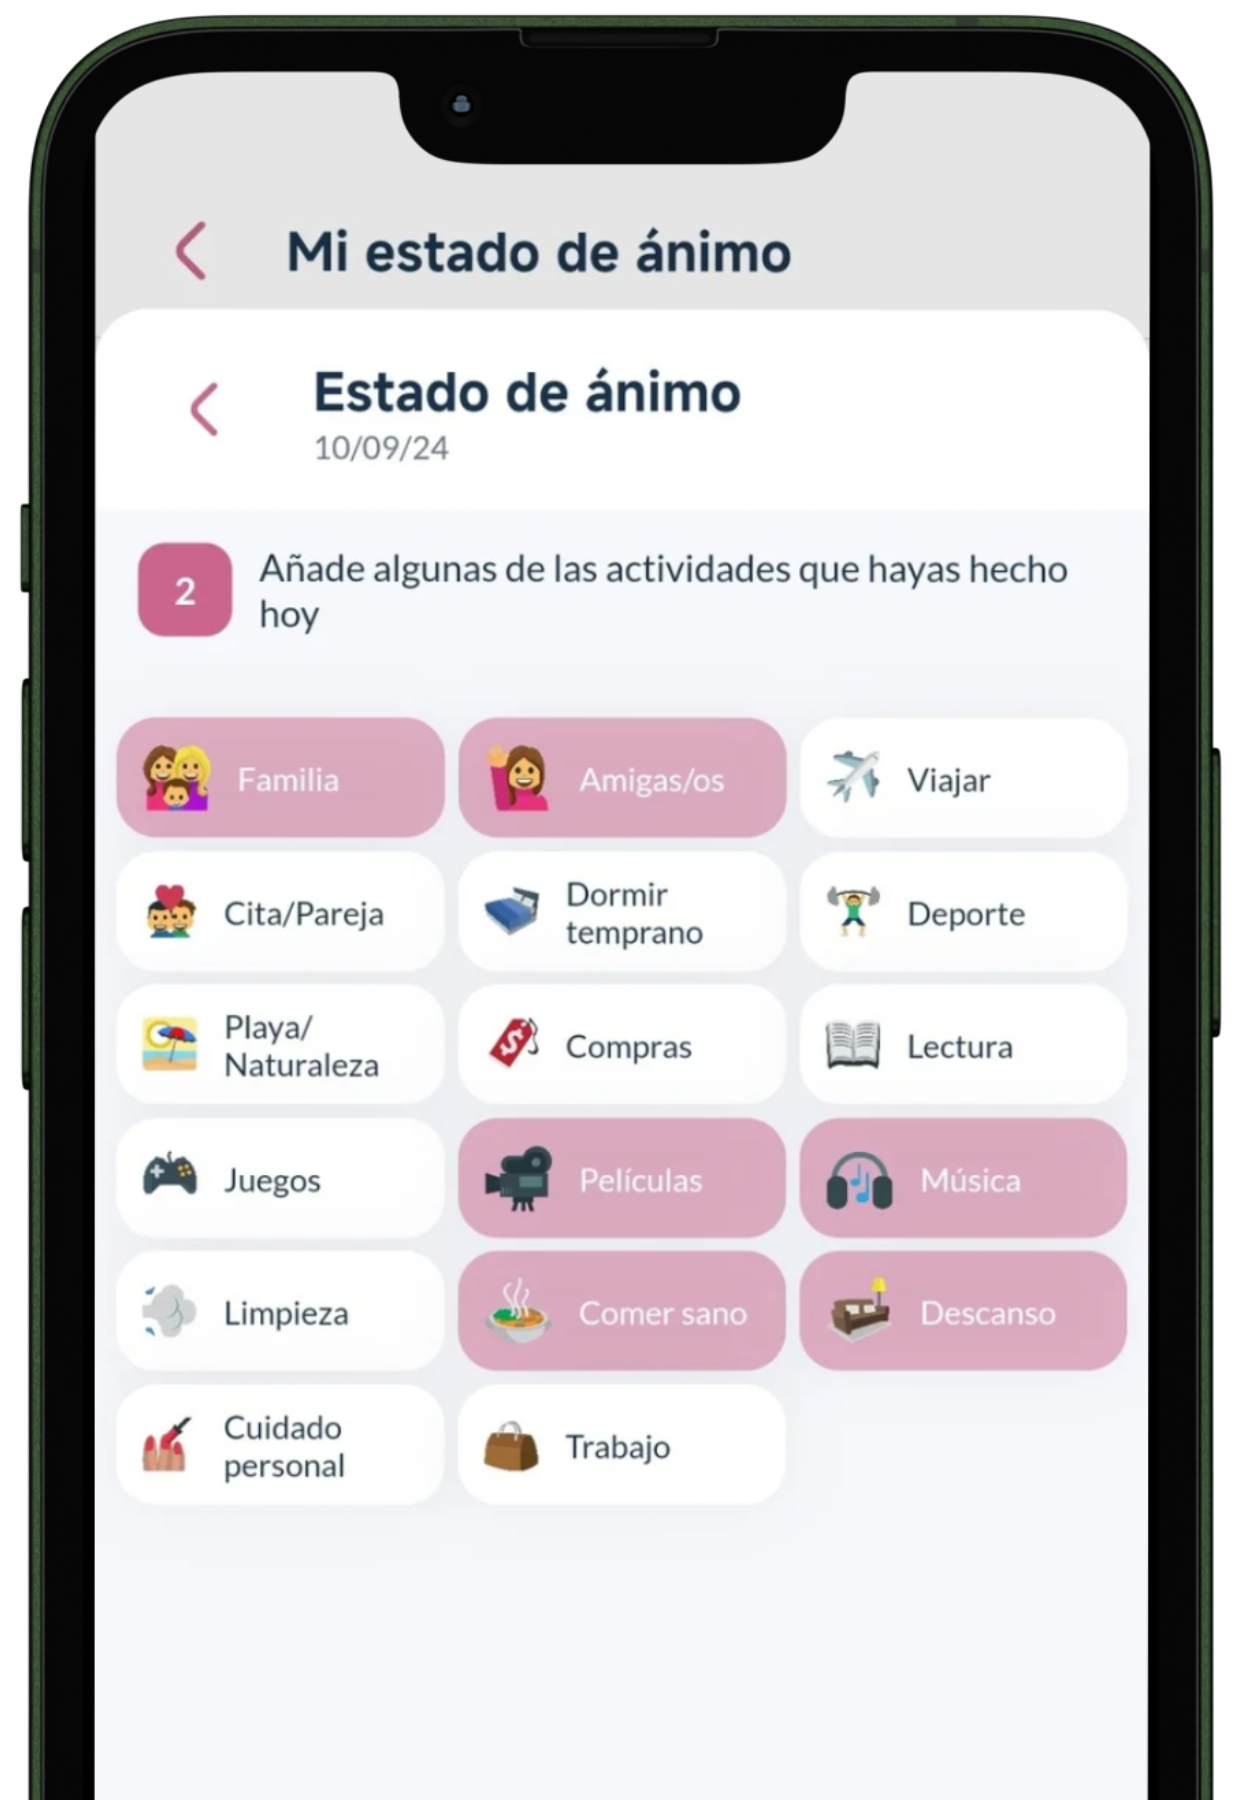 Mi estado de ánimo
Estado de ánimo
10/09/24
2
Añade algunas de las actividades que hayas hecho
hoy
Familia
Amigas/os
Viajar
Cita/Pareja
Dormir
temprano
Deporte
Playa/
Naturaleza
Compras
Lectura
Juegos
Películas
Música
Limpieza
Comer sano
Descanso
Cuidado
personal
Trabajo